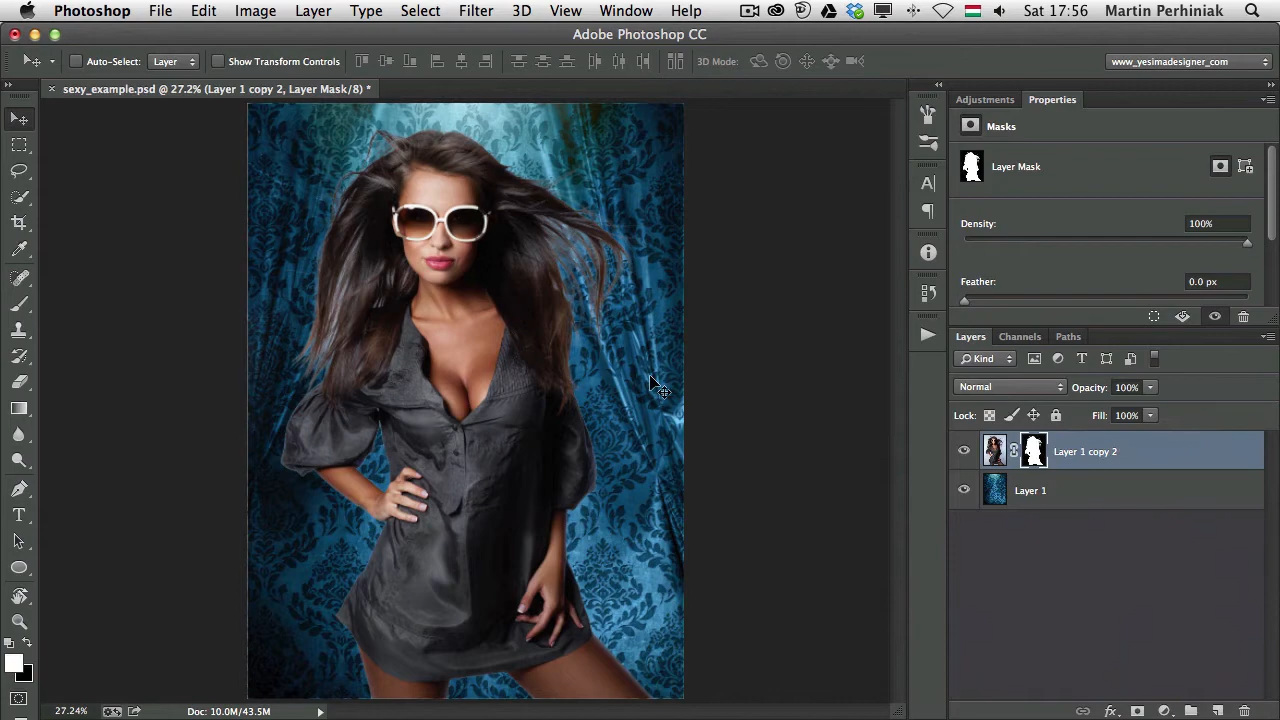 Photoshop File Edit Image Layer Type Select Filter 3D View Window Help Sat 17:56 Martin Perhiniak
Adobe Photoshop CC
Auto-Select: Layer Show Transform Controls 3D Mode: www_yesimadesigner_com
× sexy_example.psd @ 27.2% (Layer 1 copy 2, Layer Mask/8) *
Adjustments Properties
Masks
Layer Mask
Density: 100%
Feather: 0.0 px
Layers Channels Paths
Kind
Normal Opacity: 100%
Lock: Fill: 100%
Layer 1 copy 2
Layer 1
27.24% Doc: 10.0M/43.5M